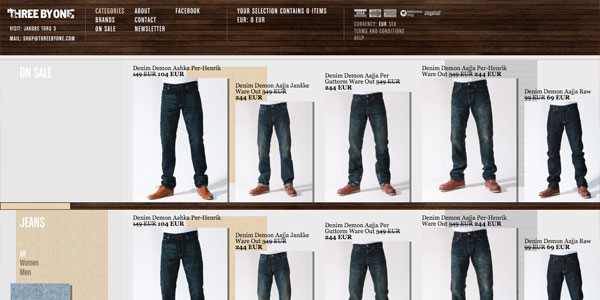 THREE BY ONE
VISIT: JAKOBS TORG 3
MAIL: SHOP@THREEBYONE.COM
CATEGORIES
BRANDS
ON SALE
ABOUT
CONTACT
NEWSLETTER
FACEBOOK
YOUR SELECTION CONTAINS 0 ITEMS
EUR: 0 EUR
CURRENCY: EUR SEK
TERMS AND CONDITIONS
HELP
ON SALE
Denim Demon Aahka Per-Henrik
149 EUR 104 EUR
Denim Demon Aajja Janåke
Ware Out 349 EUR
244 EUR
Denim Demon Aajja Per
Guttorm Ware Out 349 EUR
244 EUR
Denim Demon Aajja Per-Henrik
Ware Out 349 EUR 244 EUR
Denim Demon Aajja Raw
99 EUR 69 EUR
JEANS
-
All
Women
Men
Denim Demon Aahka Per-Henrik
149 EUR 104 EUR
Denim Demon Aajja Janåke
Ware Out 349 EUR
244 EUR
Denim Demon Aajja Per
Guttorm Ware Out 349 EUR
244 EUR
Denim Demon Aajja Per-Henrik
Ware Out 349 EUR 244 EUR
Denim Demon Aajja Raw
99 EUR 69 EUR